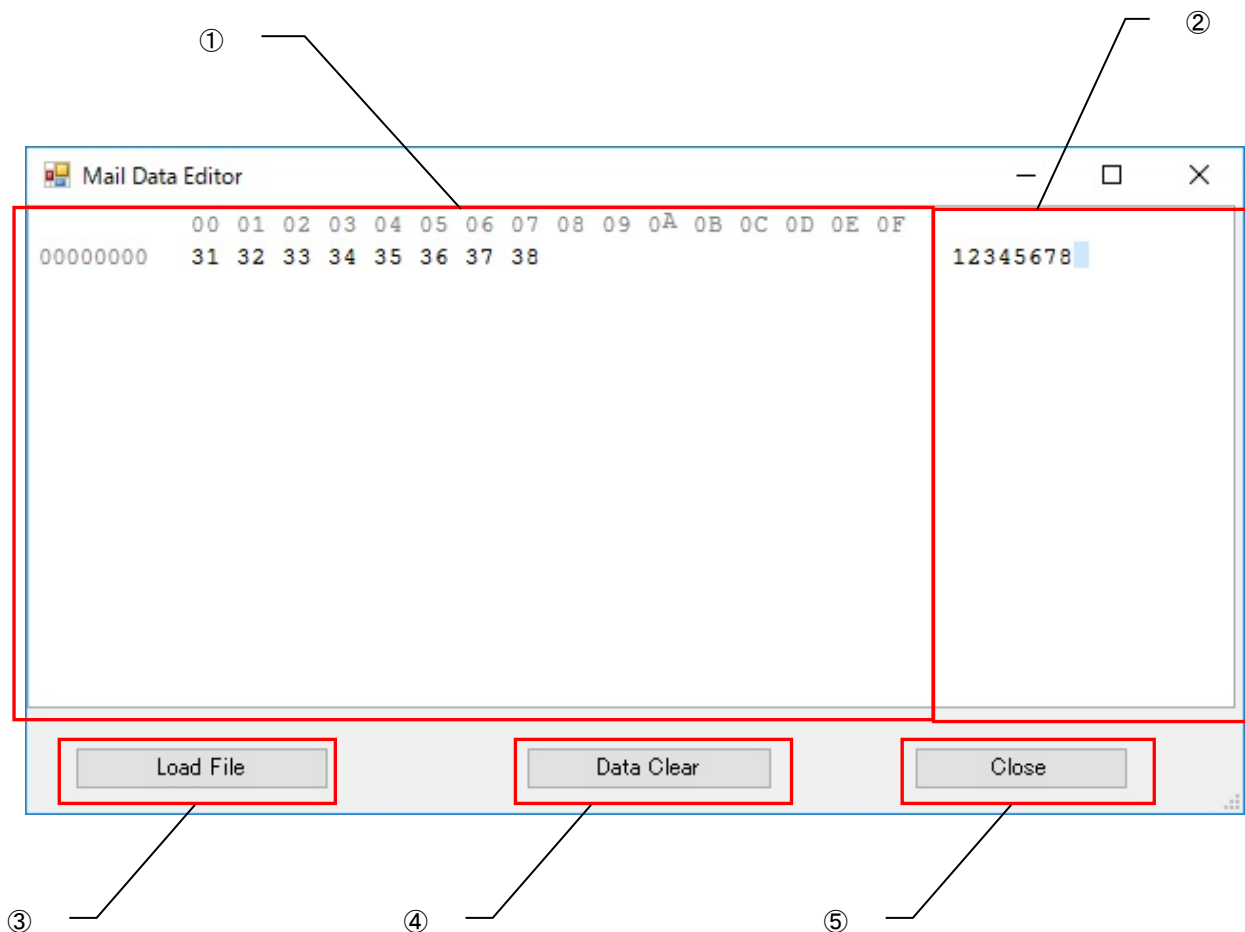 ① ②
Mail Data Editor
00 01 02 03 04 05 06 07 08 09 0A 0B 0C 0D 0E 0F
00000000 31 32 33 34 35 36 37 38 12345678
Load File Data Clear Close
③ ④ ⑤